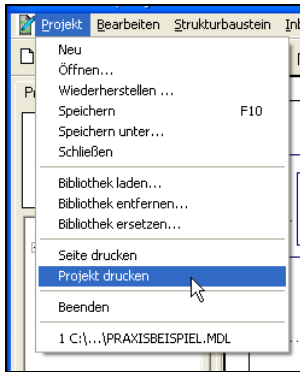 Projekt Bearbeiten Strukturbaustein
Neu
Öffnen...
Wiederherstellen ...
Speichern F10
Speichern unter...
Schließen
Bibliothek laden...
Bibliothek entfernen...
Bibliothek ersetzen...
Seite drucken
Projekt drucken
Beenden
1 C:\...\PRAXISBEISPIEL.MDL